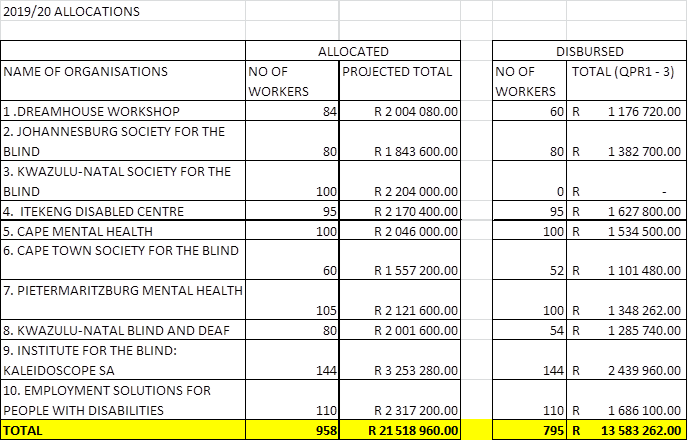 2019/20 ALLOCATIONS
ALLOCATED DISBURSED
NAME OF ORGANISATIONS NO OF WORKERS PROJECTED TOTAL NO OF WORKERS TOTAL (QPR1 - 3)
1 .DREAMHOUSE WORKSHOP 84 R 2 004 080.00 60 R 1 176 720.00
2. JOHANNESBURG SOCIETY FOR THE
BLIND 80 R 1 843 600.00 80 R 1 382 700.00
3. KWAZULU-NATAL SOCIETY FOR THE
BLIND 100 R 2 204 000.00 0 R -
4. ITEKENG DISABLED CENTRE 95 R 2 170 400.00 95 R 1 627 800.00
5. CAPE MENTAL HEALTH 100 R 2 046 000.00 100 R 1 534 500.00
6. CAPE TOWN SOCIETY FOR THE BLIND
60 R 1 557 200.00 52 R 1 101 480.00
7. PIETERMARITZBURG MENTAL HEALTH
105 R 2 121 600.00 100 R 1 348 262.00
8. KWAZULU-NATAL BLIND AND DEAF 80 R 2 001 600.00 54 R 1 285 740.00
9. INSTITUTE FOR THE BLIND:
KALEIDOSCOPE SA 144 R 3 253 280.00 144 R 2 439 960.00
10. EMPLOYMENT SOLUTIONS FOR
PEOPLE WITH DISABILITIES 110 R 2 317 200.00 110 R 1 686 100.00
TOTAL 958 R 21 518 960.00 795 R 13 583 262.00